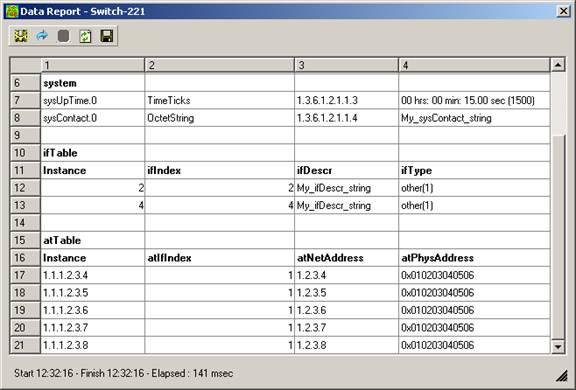 Data Report - Switch-221
1 2 3 4
6 system
7 sysUpTime.0 TimeTicks 1.3.6.1.2.1.1.3 00 hrs: 00 min: 15.00 sec (1500)
8 sysContact.0 OctetString 1.3.6.1.2.1.1.4 My_sysContact_string
9
10 ifTable
11 Instance ifIndex ifDescr ifType
12 2 2 My_ifDescr_string other(1)
13 4 4 My_ifDescr_string other(1)
14
15 atTable
16 Instance atIfIndex atNetAddress atPhysAddress
17 1.1.1.2.3.4 1 1.2.3.4 0x010203040506
18 1.1.1.2.3.5 1 1.2.3.5 0x010203040506
19 1.1.1.2.3.6 1 1.2.3.6 0x010203040506
20 1.1.1.2.3.7 1 1.2.3.7 0x010203040506
21 1.1.1.2.3.8 1 1.2.3.8 0x010203040506
Start 12:32:16 - Finish 12:32:16 - Elapsed : 141 msec